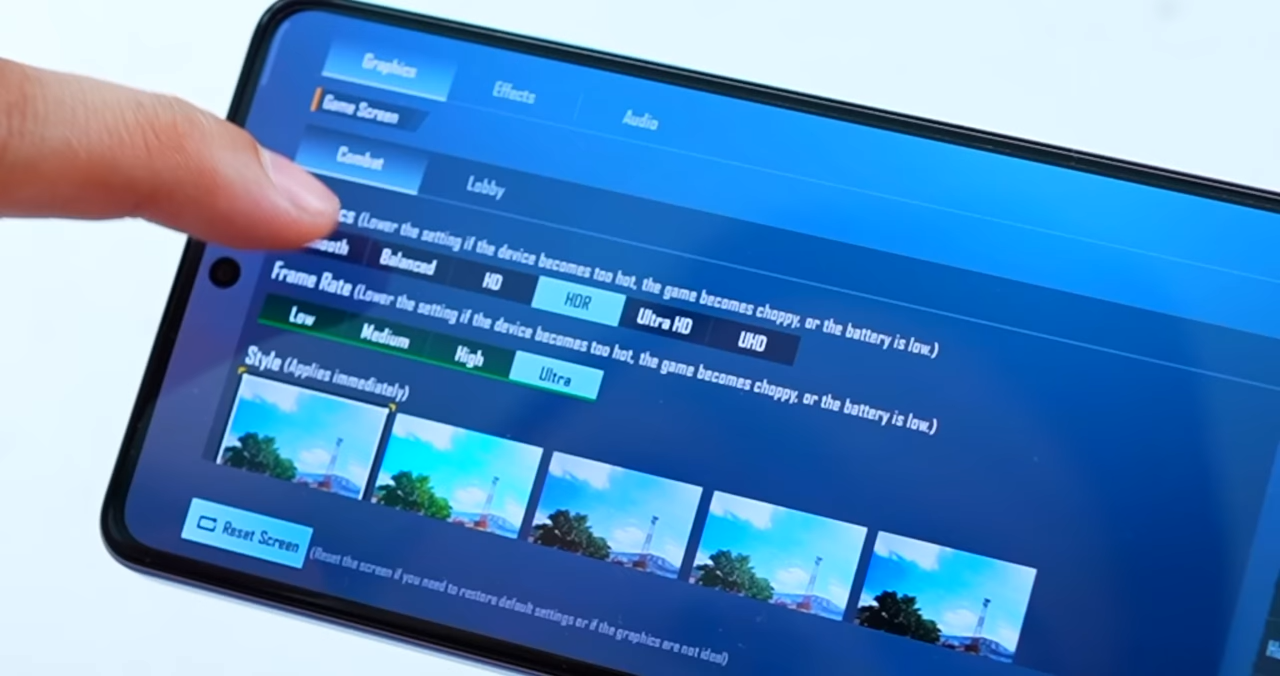 Graphics Effects Audio
Game Screen
Combat Lobby
(Lower the setting if the device becomes too hot, the game becomes choppy, or the battery is low.)
Balanced HD HDR Ultra HD UHD
Frame Rate (Lower the setting if the device becomes too hot, the game becomes choppy, or the battery is low.)
Low Medium High Ultra
Style (Applies immediately)
Reset Screen (Reset the screen if you need to restore default settings or if the graphics are not ideal)